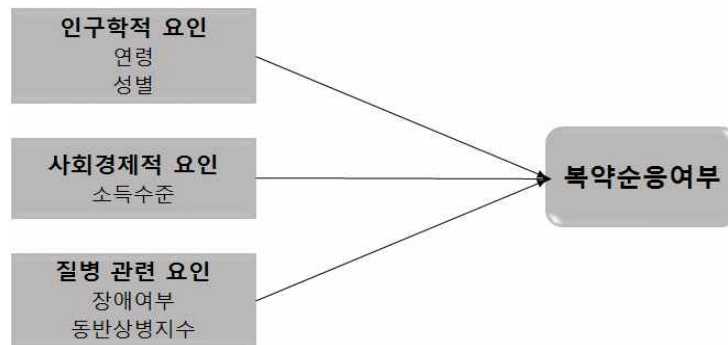 인구학적 요인
연령
성별
사회경제적 요인
소득수준
복약순응여부
질병 관련 요인
장애여부
동반상병지수